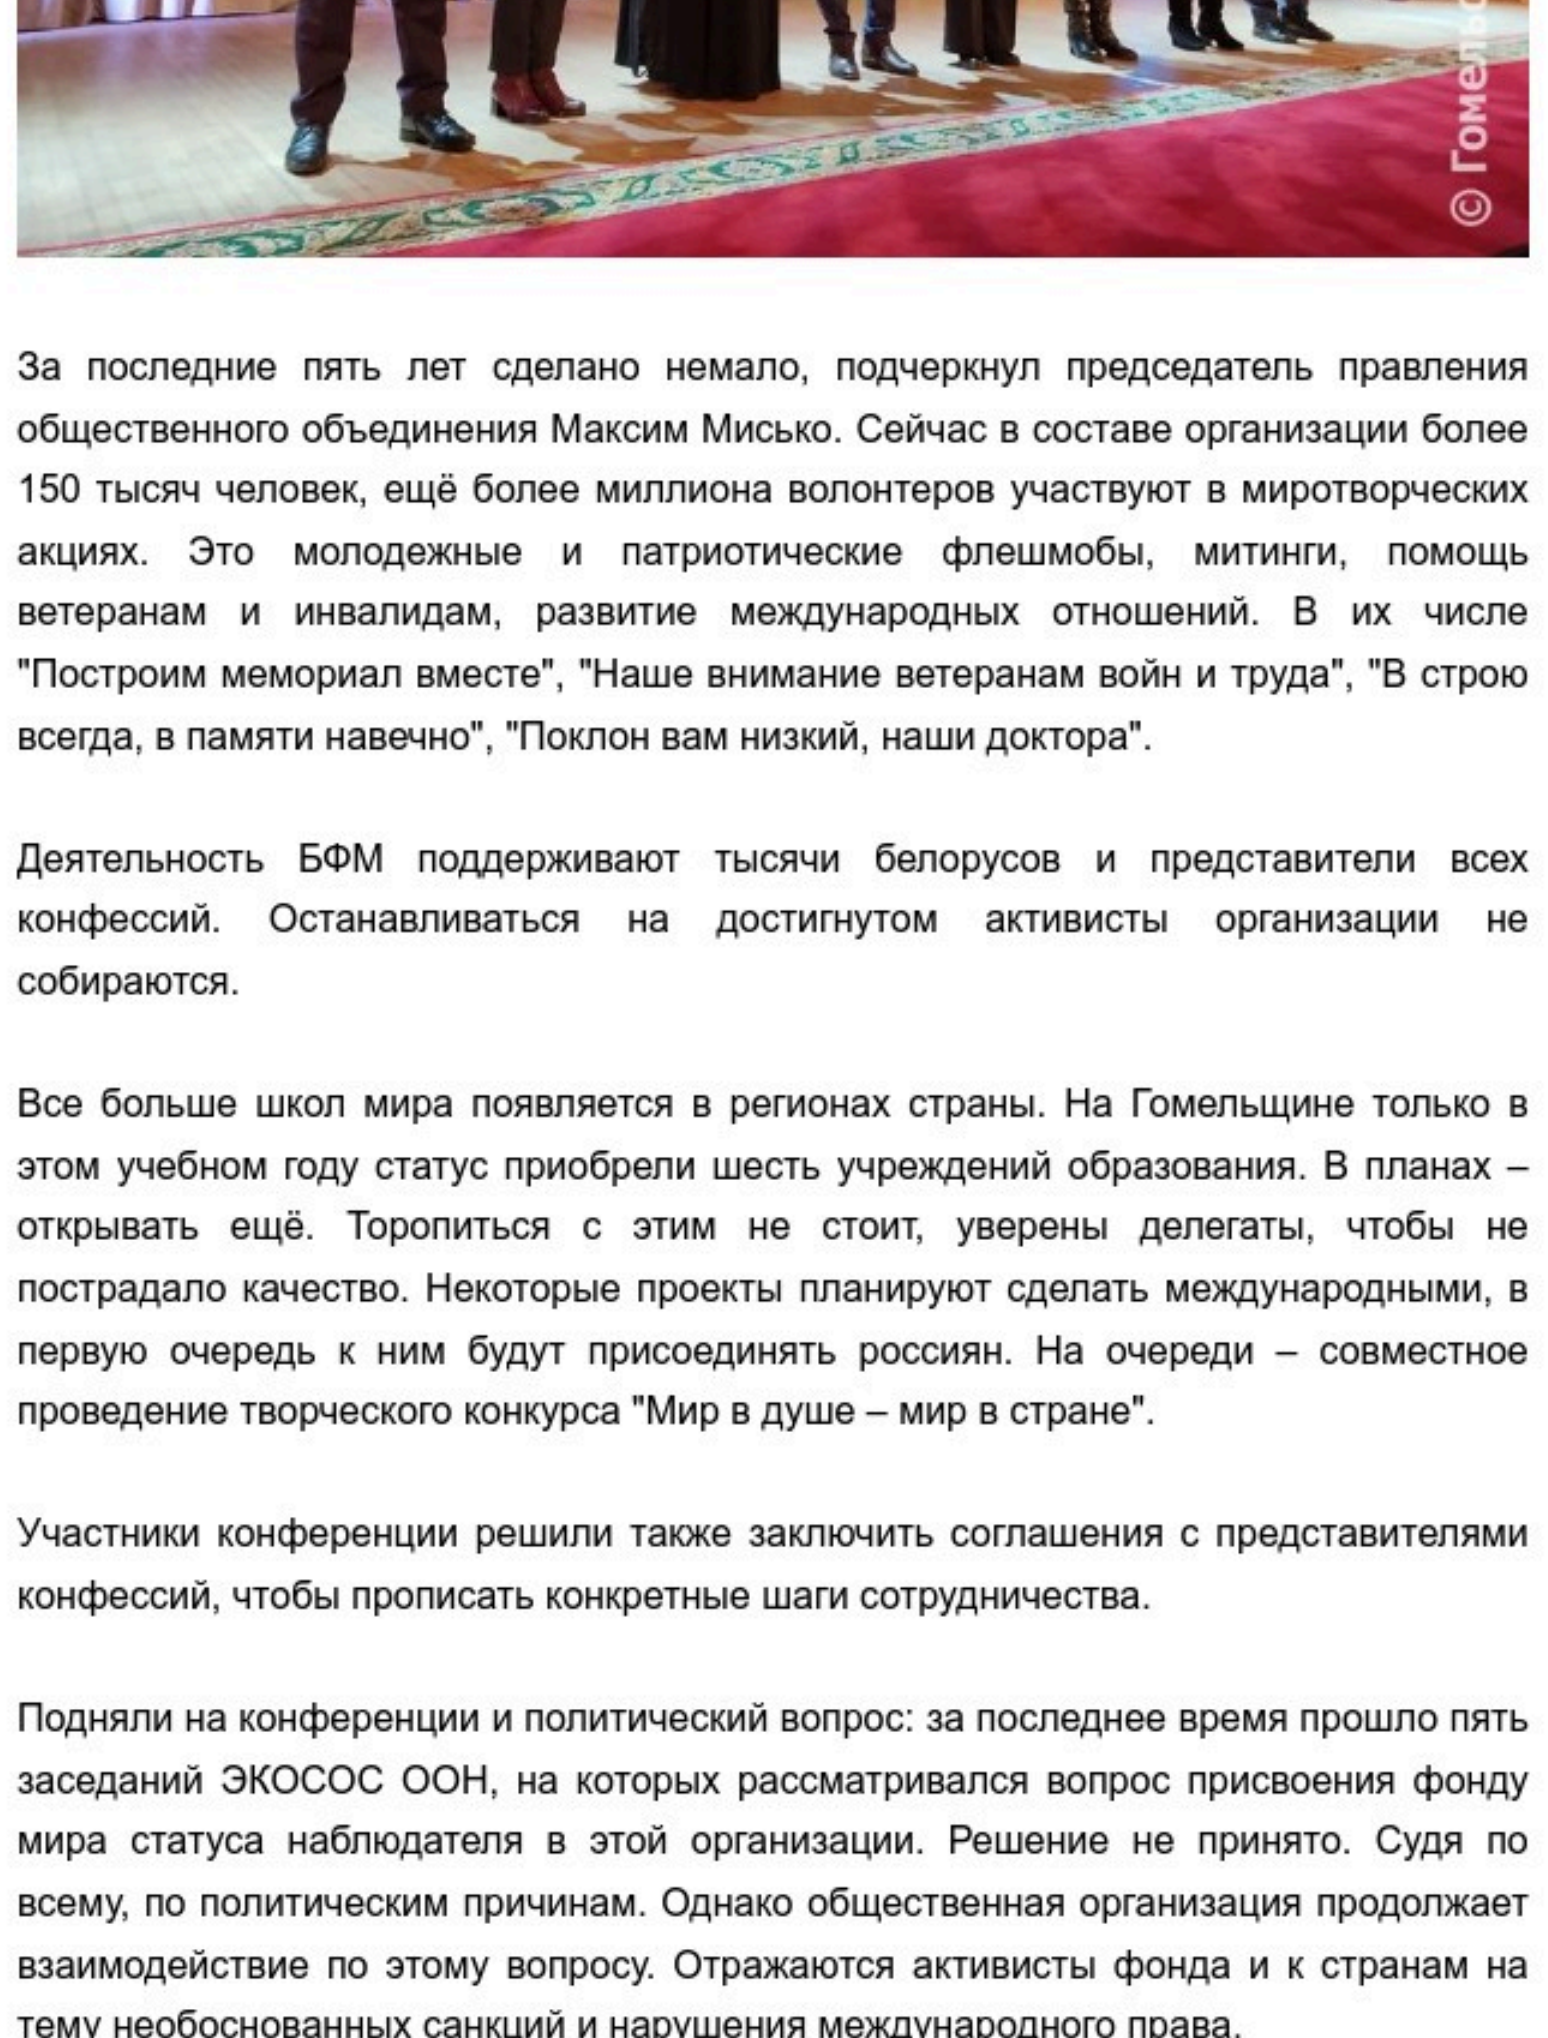 © Гомельс
За последние пять лет сделано немало, подчеркнул председатель правления
общественного объединения Максим Мисько. Сейчас в составе организации более
150 тысяч человек, ещё более миллиона волонтеров участвуют в миротворческих
акциях. Это молодежные и патриотические флешмобы, митинги, помощь
ветеранам и инвалидам, развитие международных отношений. В их числе
"Построим мемориал вместе", "Наше внимание ветеранам войн и труда", "В строю
всегда, в памяти навечно", "Поклон вам низкий, наши доктора".
Деятельность БФМ поддерживают тысячи белорусов и представители всех
конфессий. Останавливаться на достигнутом активисты организации не
собираются.
Все больше школ мира появляется в регионах страны. На Гомельщине только в
этом учебном году статус приобрели шесть учреждений образования. В планах –
открывать ещё. Торопиться с этим не стоит, уверены делегаты, чтобы не
пострадало качество. Некоторые проекты планируют сделать международными, в
первую очередь к ним будут присоединять россиян. На очереди – совместное
проведение творческого конкурса "Мир в душе – мир в стране".
Участники конференции решили также заключить соглашения с представителями
конфессий, чтобы прописать конкретные шаги сотрудничества.
Подняли на конференции и политический вопрос: за последнее время прошло пять
заседаний ЭКОСОС ООН, на которых рассматривался вопрос присвоения фонду
мира статуса наблюдателя в этой организации. Решение не принято. Судя по
всему, по политическим причинам. Однако общественная организация продолжает
взаимодействие по этому вопросу. Отражаются активисты фонда и к странам на
тему необоснованных санкций и нарушения международного права.